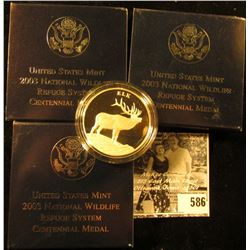 UNITED STATES MINT
2003 NATIONAL WILDLIFE
REFUGE SYSTEM
CENTENNIAL MEDAL
UNITED STATES MINT
2003 NATIONAL WILDLIFE
REFUGE SYSTEM
CENTENNIAL MEDAL
ELK
UNITED STATES MINT
2003 NATIONAL WILDLIFE
REFUGE SYSTEM
CENTENNIAL MEDAL
586